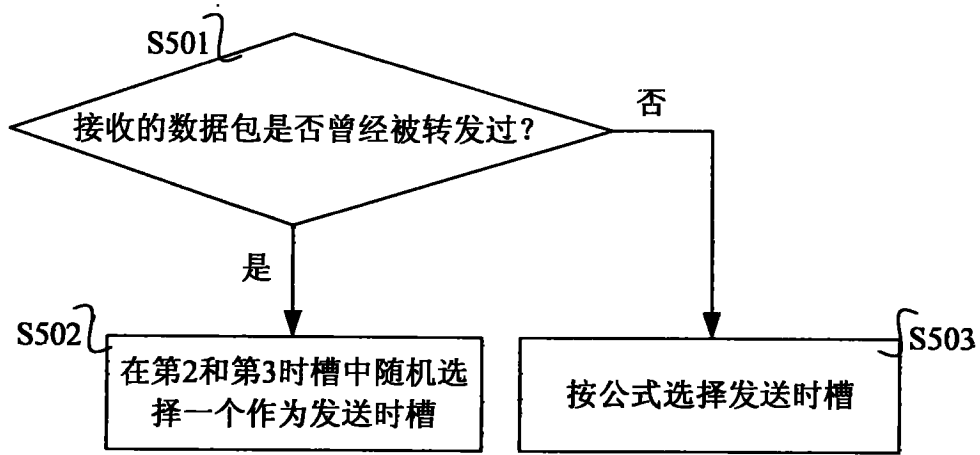 S501
接收的数据包是否曾经被转发过？
否
是
S502
在第2和第3时槽中随机选
择一个作为发送时槽
S503
按公式选择发送时槽